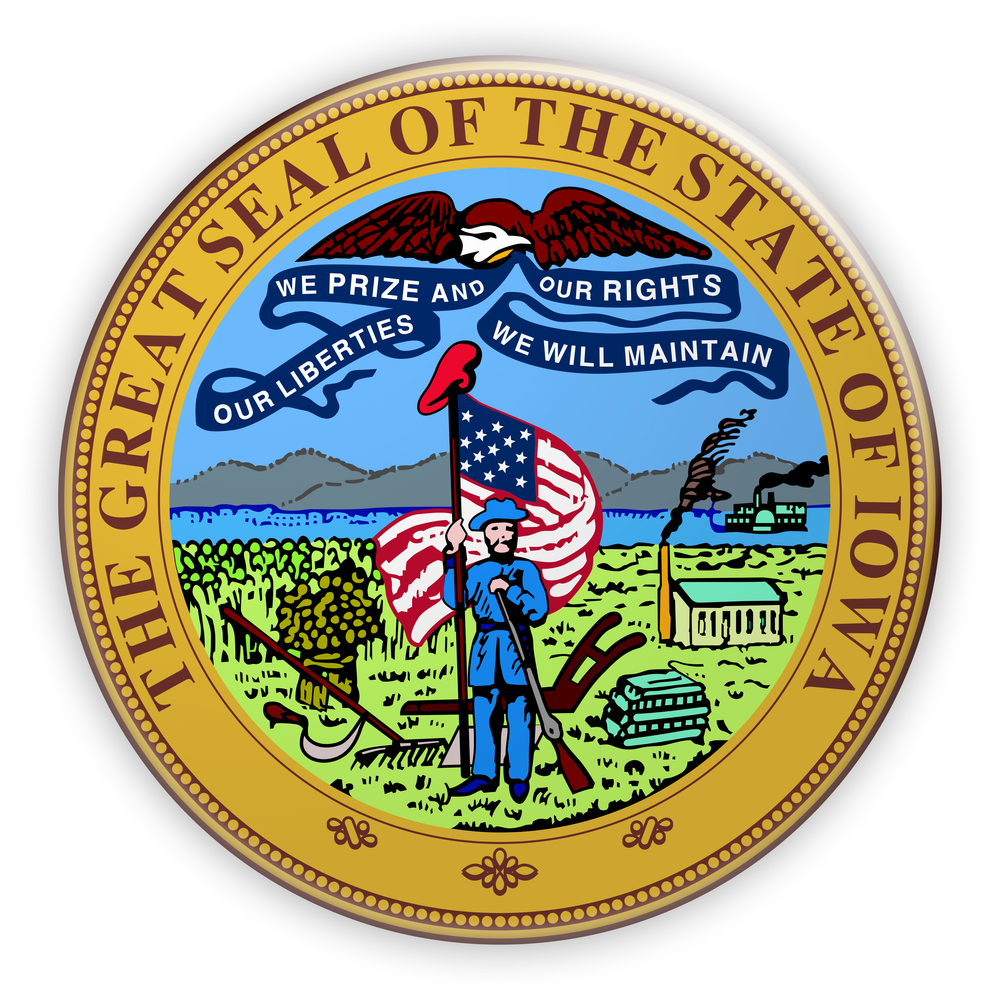 THE GREAT SEAL OF THE STATE OF IOWA
WE PRIZE AND OUR RIGHTS
OUR LIBERTIES WE WILL MAINTAIN